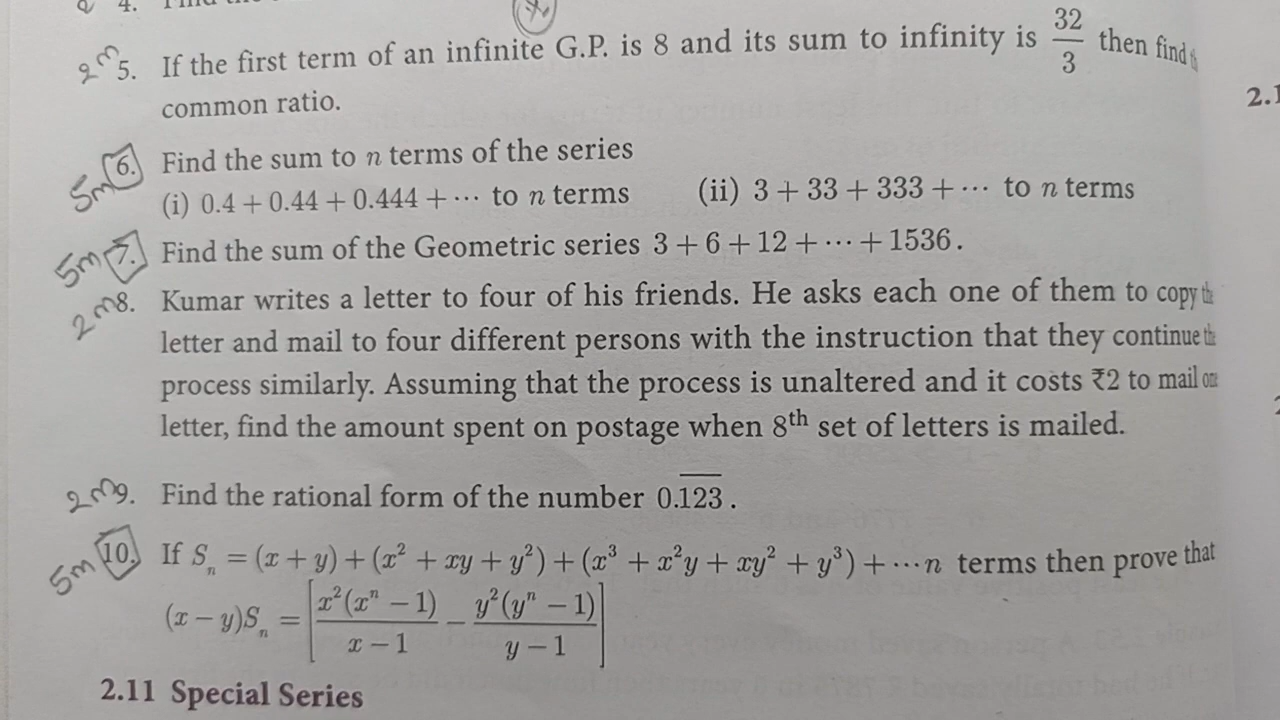 4.
2m 5. If the first term of an infinite G.P. is 8 and its sum to infinity is 32/3 then find
common ratio.
2.1
5m 6. Find the sum to n terms of the series
(i) 0.4 + 0.44 + 0.444 + ⋯ to n terms (ii) 3 + 33 + 333 + ⋯ to n terms
5m 7. Find the sum of the Geometric series 3 + 6 + 12 + ⋯ + 1536.
2m 8. Kumar writes a letter to four of his friends. He asks each one of them to copy the
letter and mail to four different persons with the instruction that they continue the
process similarly. Assuming that the process is unaltered and it costs ₹2 to mail one
letter, find the amount spent on postage when 8th set of letters is mailed.
2m 9. Find the rational form of the number 0.1̅2̅3̅.
5m 10. If Sₙ = (x + y) + (x² + xy + y²) + (x³ + x²y + xy² + y³) + ⋯ n terms then prove that
(x − y)Sₙ = [x²(xⁿ − 1)/(x − 1) − y²(yⁿ − 1)/(y − 1)]
2.11 Special Series